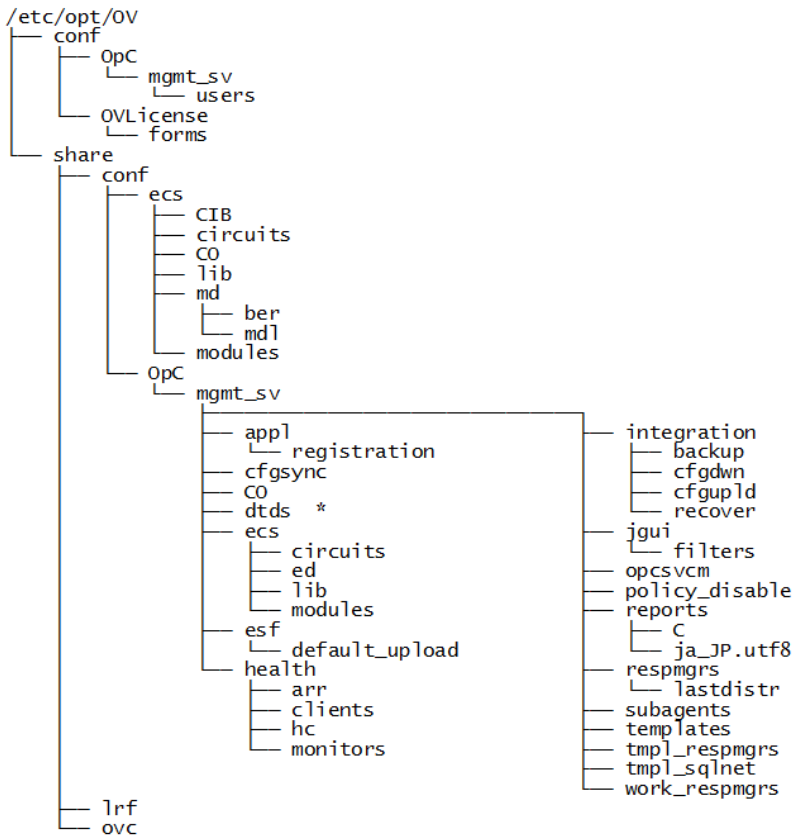 /etc/opt/OV
conf
OpC
mgmt_sv
users
OVLicense
forms
share
conf
ecs
CIB
circuits
CO
lib
md
ber
mdl
modules
OpC
mgmt_sv
appl
registration
cfgsync
CO
dtds *
ecs
circuits
ed
lib
modules
esf
default_upload
health
arr
clients
hc
monitors
integration
backup
cfgdwn
cfgupld
recover
jgui
filters
opcsvcm
policy_disable
reports
C
ja_JP.utf8
respmgrs
lastdistr
subagents
templates
tmpl_respmgrs
tmpl_sqlnet
work_respmgrs
lrf
ovc